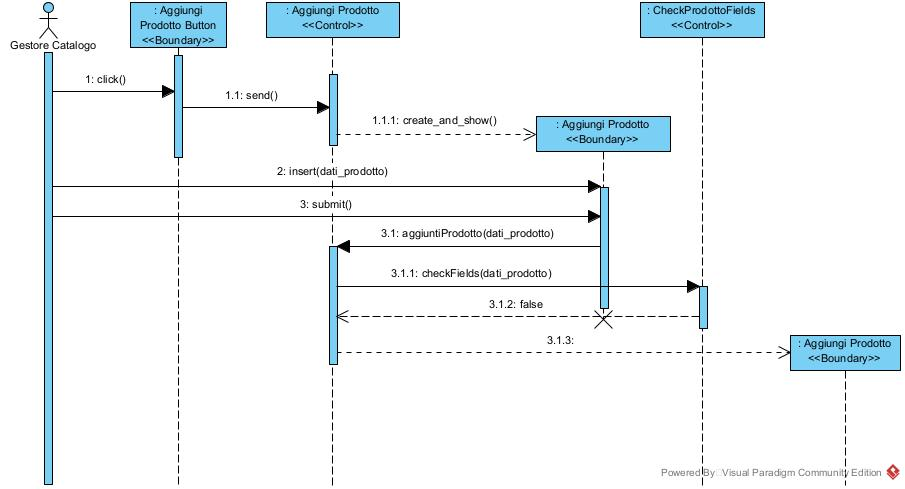 Gestore Catalogo
: Aggiungi
Prodotto Button
<<Boundary>>
: Aggiungi Prodotto
<<Control>>
: CheckProdottoFields
<<Control>>
1: click()
1.1: send()
1.1.1: create_and_show()
: Aggiungi Prodotto
<<Boundary>>
2: insert(dati_prodotto)
3: submit()
3.1: aggiuntiProdotto(dati_prodotto)
3.1.1: checkFields(dati_prodotto)
3.1.2: false
3.1.3:
: Aggiungi Prodotto
<<Boundary>>
Powered By Visual Paradigm Community Edition